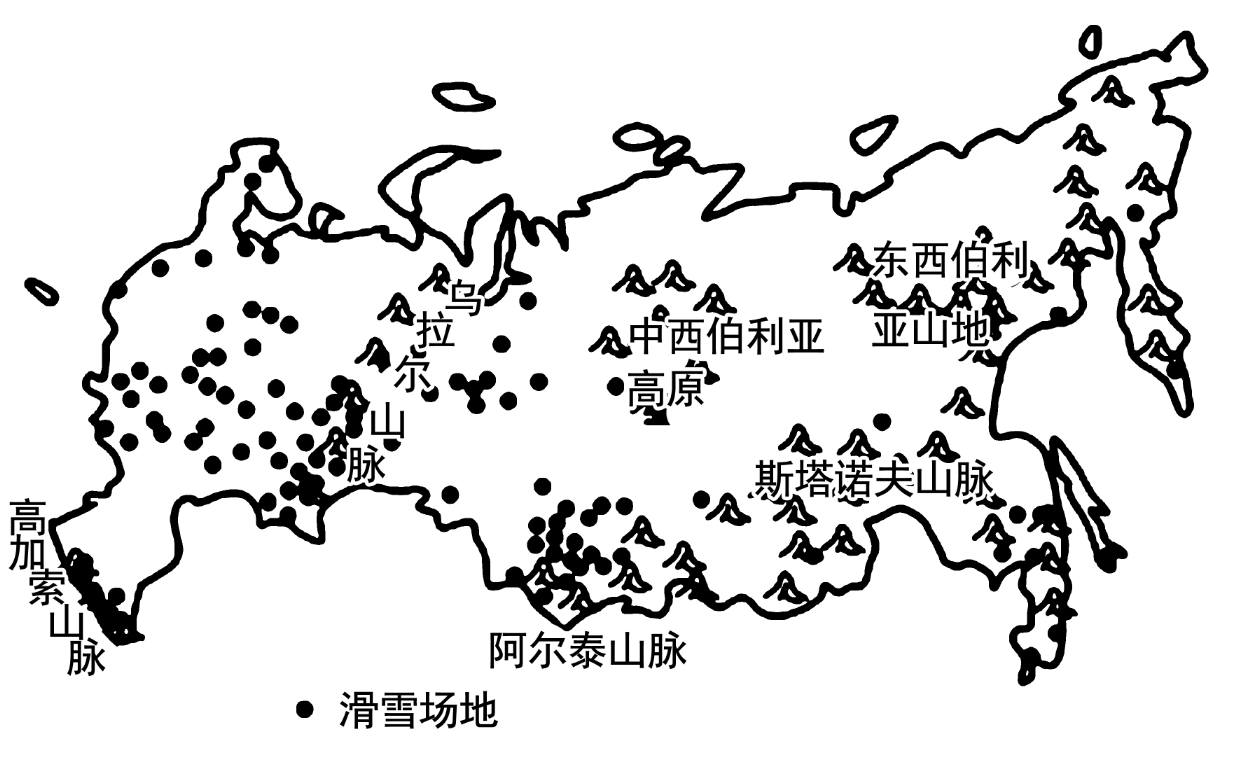 东西伯利
亚山地
乌
拉
尔
山
脉
中西伯利亚
高原
斯塔诺夫山脉
高
加
索
山
脉
阿尔泰山脉
滑雪场地